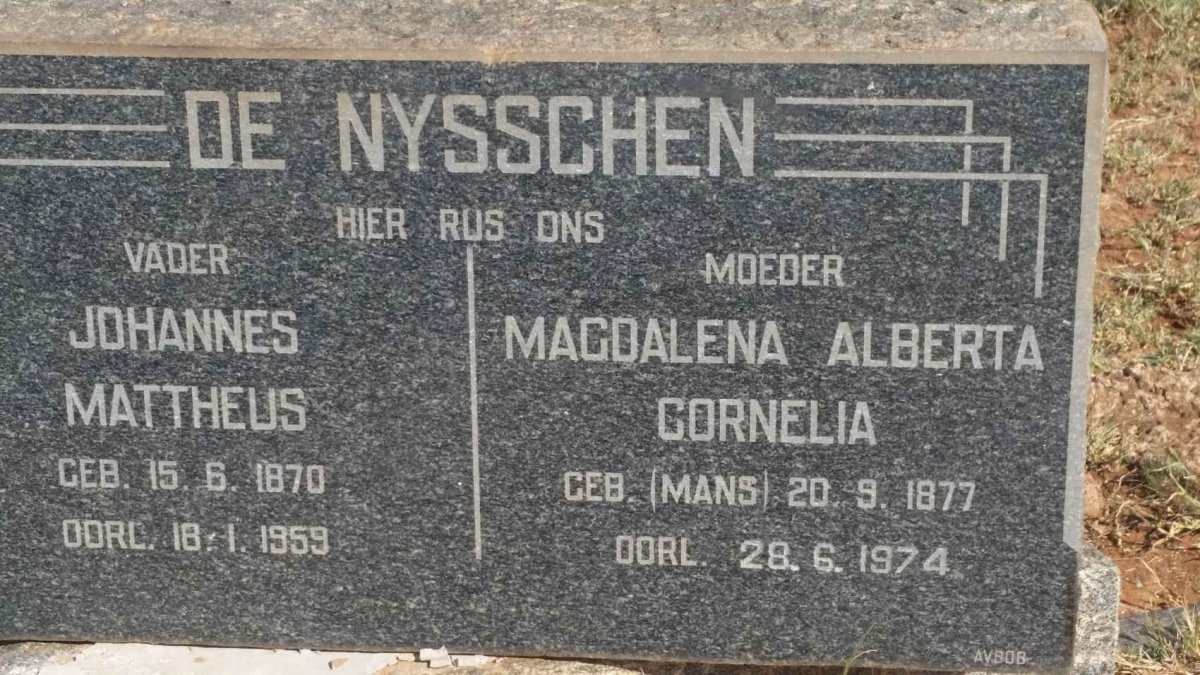 DE NYSSCHEN
HIER RUS ONS
VADER
JOHANNES
MATTHEUS
GEB. 15. 6. 1870
OORL. 18. 1. 1959
MOEDER
MAGDALENA ALBERTA
CORNELIA
GEB. (MANS) 20. 9. 1877
OORL. 28. 6. 1974
AVBOB